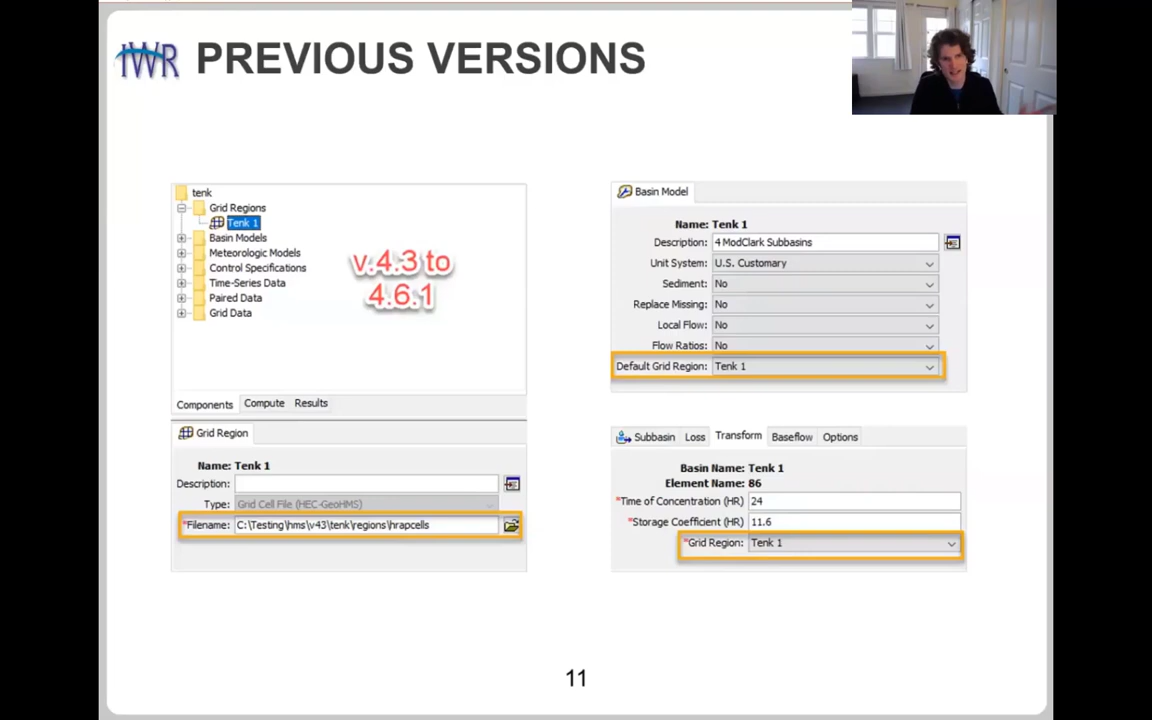 IWR PREVIOUS VERSIONS
tenk
Grid Regions
Tenk 1
Basin Models
Meteorologic Models
Control Specifications
Time-Series Data
Paired Data
Grid Data
v.4.3 to
4.6.1
Components Compute Results
Grid Region
Name: Tenk 1
Description:
Type: Grid Cell File (HEC-GeoHMS)
*Filename: C:\Testing\hms\v43\tenk\regions\hrapcells
Basin Model
Name: Tenk 1
Description: 4 ModClark Subbasins
Unit System: U.S. Customary
Sediment: No
Replace Missing: No
Local Flow: No
Flow Ratios: No
Default Grid Region: Tenk 1
Subbasin Loss Transform Baseflow Options
Basin Name: Tenk 1
Element Name: 86
*Time of Concentration (HR) 24
*Storage Coefficient (HR) 11.6
*Grid Region: Tenk 1
11